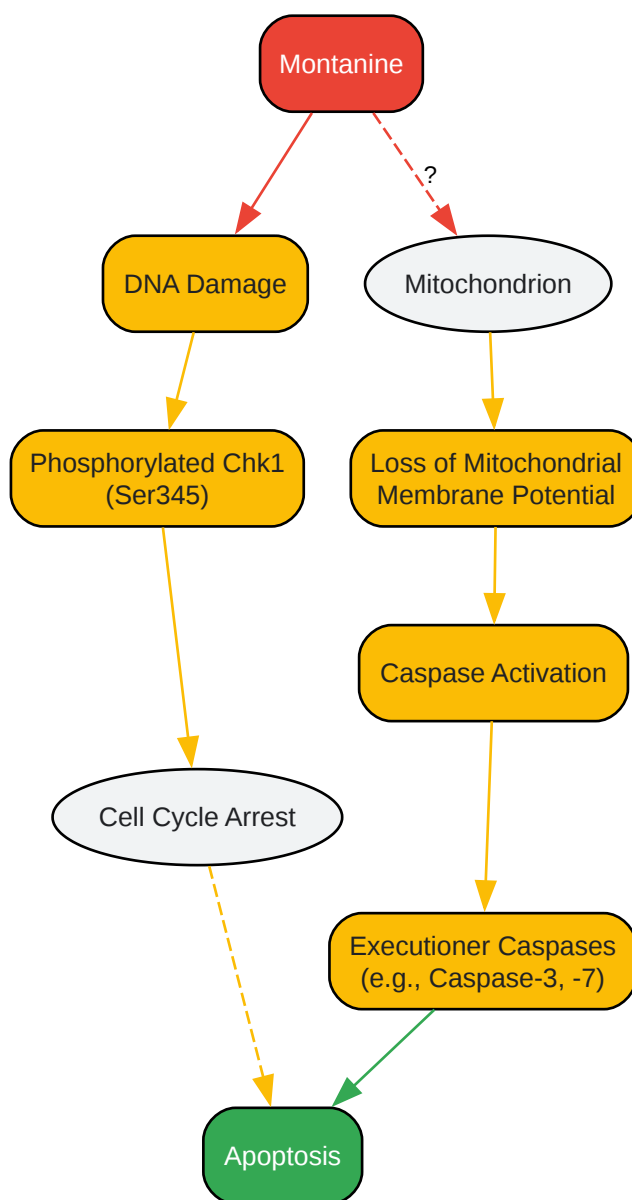 Montanine
?
DNA Damage
Mitochondrion
Phosphorylated Chk1
(Ser345)
Loss of Mitochondrial
Membrane Potential
Caspase Activation
Cell Cycle Arrest
Executioner Caspases
(e.g., Caspase-3, -7)
Apoptosis